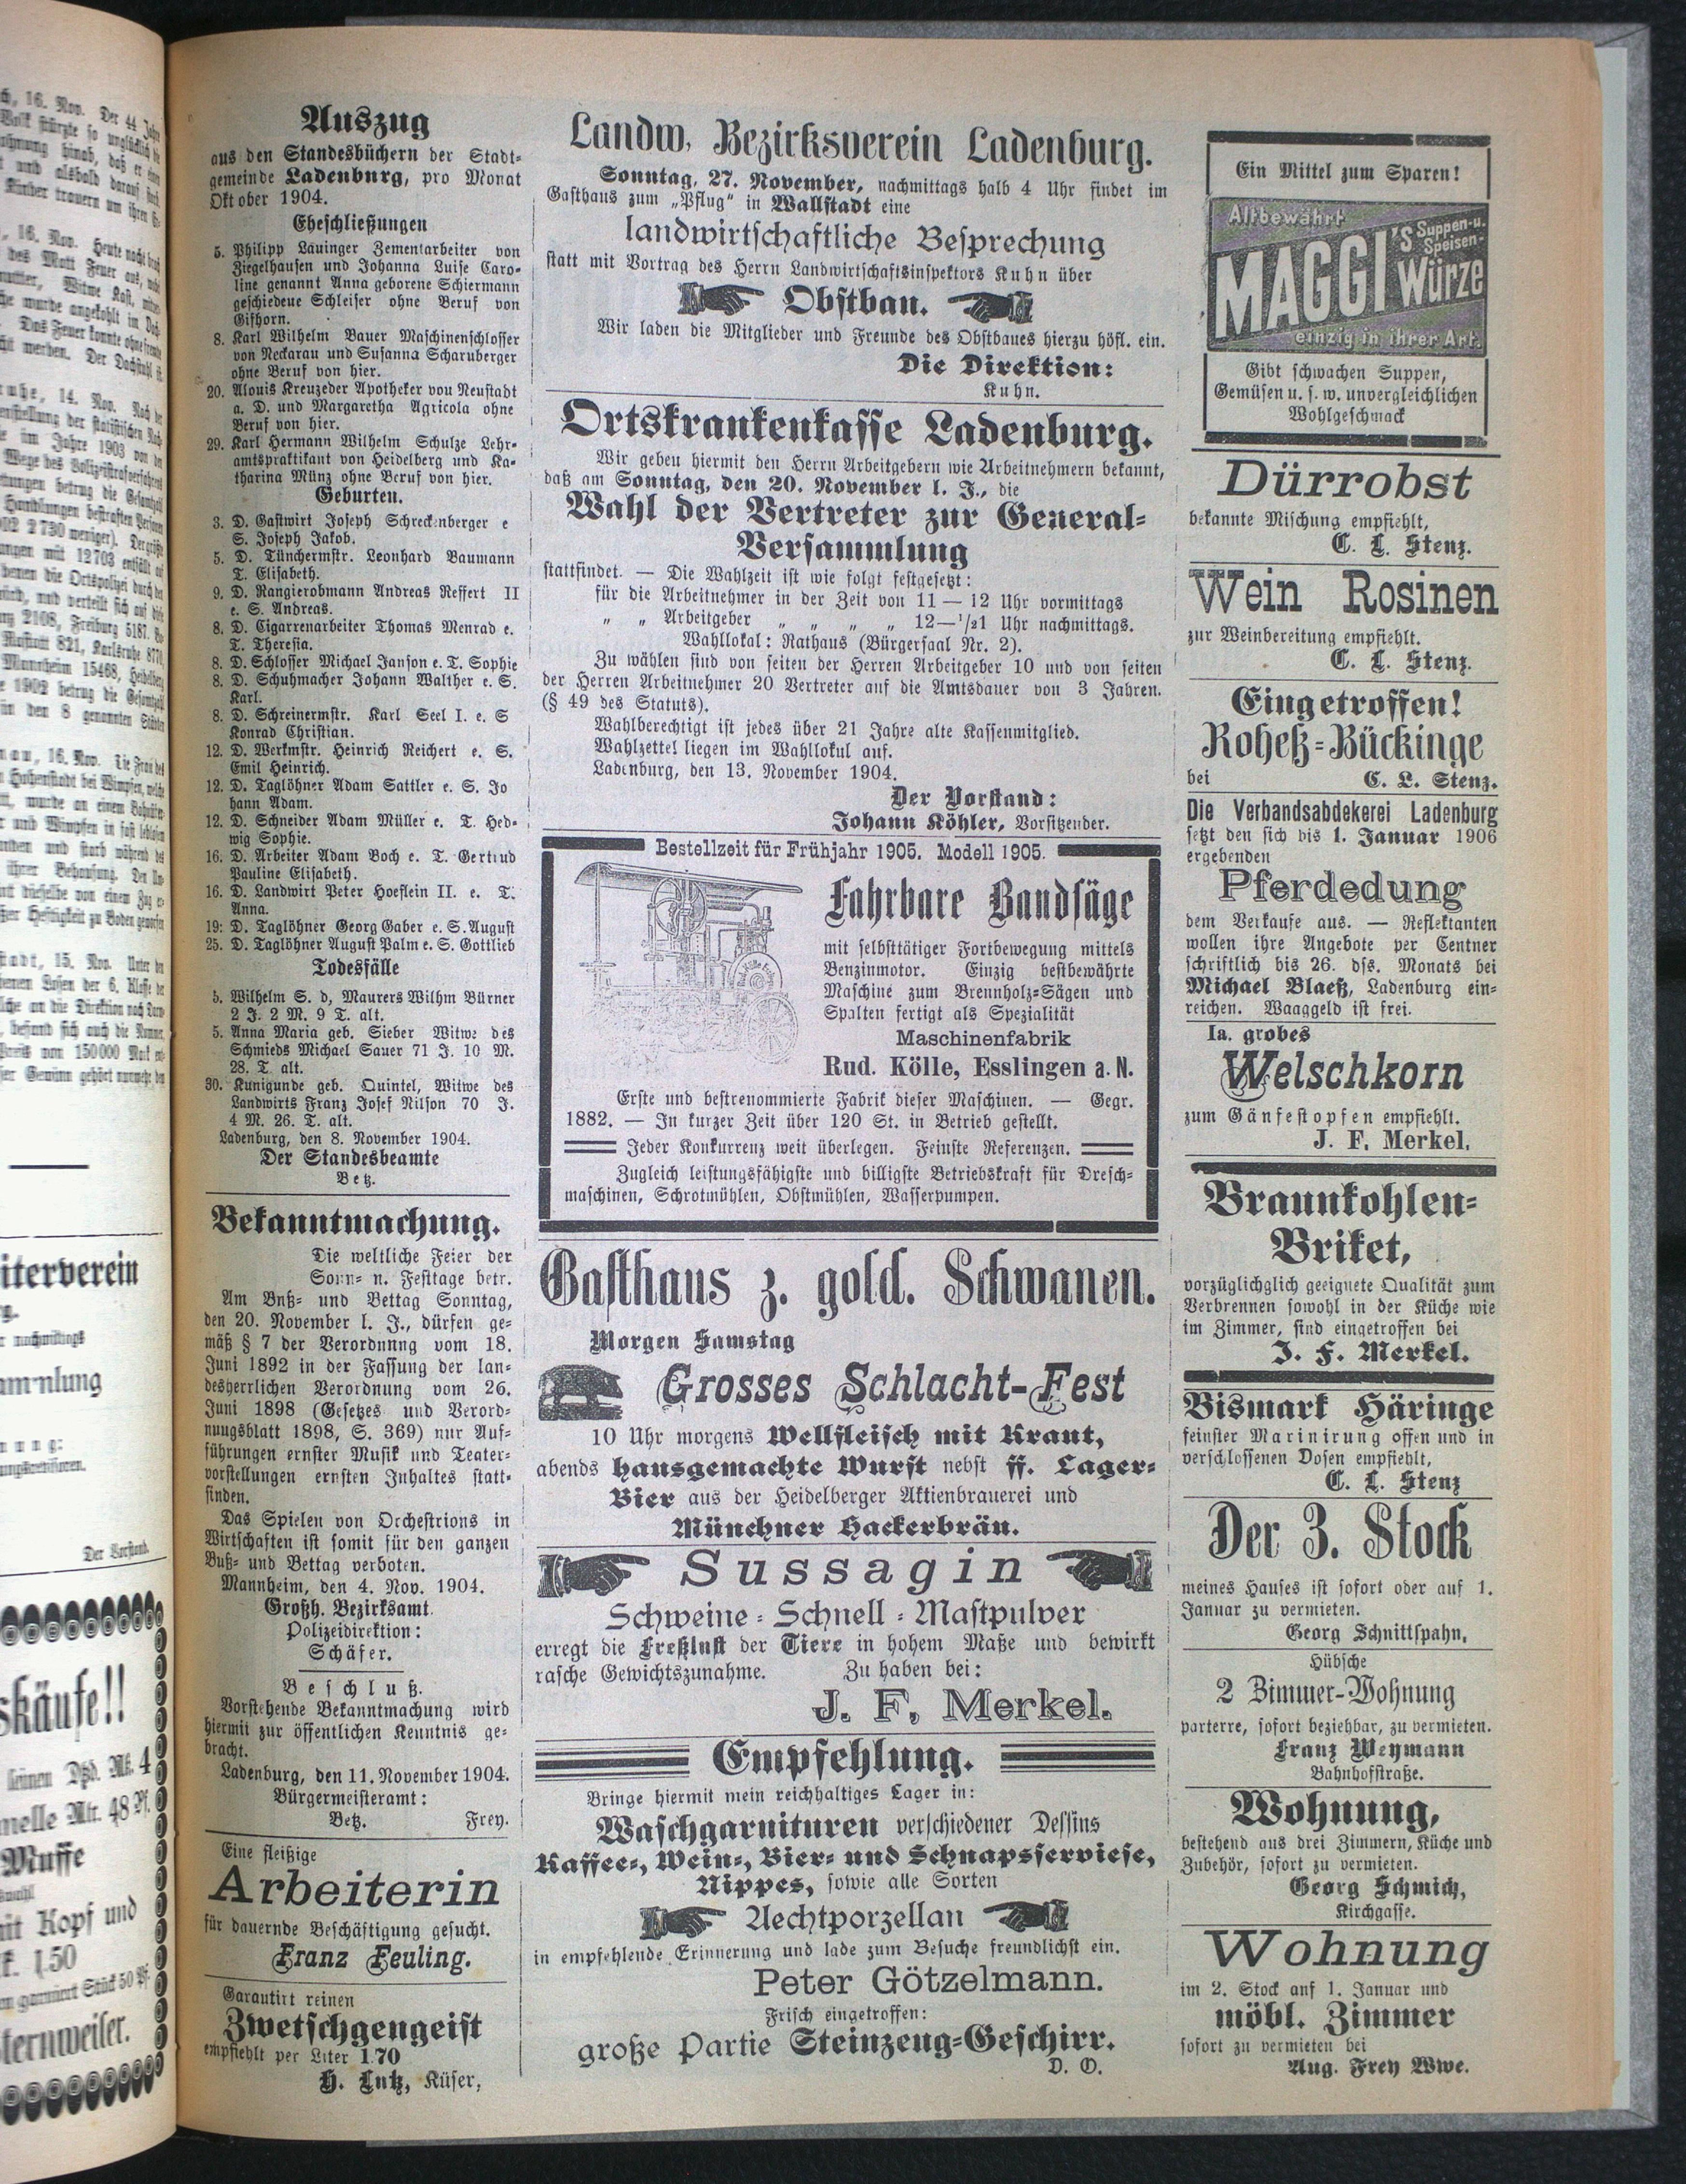 Auszug
aus den Standesbüchern der Stadt-
gemeinde Ladenburg, pro Monat
Oktober 1904.
Eheschließungen
5. Philipp Lauinger Zementarbeiter von
Ziegelhausen und Johanna Luise Caro-
line genannt Anna geborene Schiermann
geschiedene Schleifer ohne Beruf von
Gifhorn.
8. Karl Wilhelm Bauer Maschinenschlosser
von Neckarau und Susanna Scharuberger
ohne Beruf von hier.
20. Alouis Kreuzeder Apotheker von Neustadt
a. D. und Margaretha Agricola ohne
Beruf von hier.
29. Karl Hermann Wilhelm Schulze Lehr-
amtspraktikant von Heidelberg und Ka-
tharina Münz ohne Beruf von hier.
Geburten.
3. D. Gastwirt Joseph Schreckenberger e
S. Joseph Jakob.
5. D. Tünchermstr. Leonhard Baumann
T. Elisabeth.
9. D. Rangierobmann Andreas Reffert II
e. S. Andreas.
8. D. Cigarrenarbeiter Thomas Menrad e.
T. Theresia.
8. D. Schlosser Michael Janson e. T. Sophie
8. D. Schuhmacher Johann Walther e. S.
Karl.
8. D. Schreinermstr. Karl Seel I. e. S
Konrad Christian.
12. D. Werkmstr. Heinrich Reichert e. S.
Emil Heinrich.
12. D. Taglöhner Adam Sattler e. S. Jo
hann Adam.
12. D. Schneider Adam Müller e. T. Hed-
wig Sophie.
16. D. Arbeiter Adam Boch e. T. Gertrud
Pauline Elisabeth.
16. D. Landwirt Peter Hoeflein II. e. T.
Anna.
19: D. Taglöhner Georg Gaber e. S. August
25. D. Taglöhner August Palm e. S. Gottlieb
Todesfälle
5. Wilhelm S. d, Maurers Wilhm Bürner
2 J. 2 M. 9 T. alt.
5. Anna Maria geb. Sieber Witwe des
Schmieds Michael Sauer 71 J. 10 M.
28. T. alt.
30. Kunigunde geb. Quintel, Witwe des
Landwirts Franz Josef Nilson 70 J.
4 M. 26. T. alt.
Ladenburg, den 8. November 1904.
Der Standesbeamte
Betz.
Bekanntmachung.
Die weltliche Feier der
Sonn- n. Festtage betr.
Am Buß- und Bettag Sonntag,
den 20. November l. J., dürfen ge-
mäß § 7 der Verordnung vom 18.
Juni 1892 in der Fassung der lan-
desherrlichen Verordnung vom 26.
Juni 1898 (Gesetzes und Verord-
nungsblatt 1898, S. 369) nur Auf-
führungen ernster Musik und Teater-
vorstellungen ernsten Inhaltes statt-
finden.
Das Spielen von Orchestrions in
Wirtschaften ist somit für den ganzen
Buß- und Bettag verboten.
Mannheim, den 4. Nov. 1904.
Großh. Bezirksamt.
Polizeidirektion:
Schäfer.
Beschluß.
Vorstehende Bekanntmachung wird
hiermit zur öffentlichen Kenntnis ge-
bracht.
Ladenburg, den 11. November 1904.
Bürgermeisteramt:
Betz. Frey.
Eine fleißige
Arbeiterin
für dauernde Beschäftigung gesucht.
Franz Feuling.
Garantirt reinen
Zwetschgengeist
empfiehlt per Liter 1.70
H. Lutz, Küfer,
Landw. Bezirksverein Ladenburg.
Sonntag, 27. November, nachmittags halb 4 Uhr findet im
Gasthaus zum „Pflug" in Wallstadt eine
landwirtschaftliche Besprechung
statt mit Vortrag des Herrn Landwirtschaftsinspektors Kuhn über
Obstbau.
Wir laden die Mitglieder und Freunde des Obstbaues hierzu höfl. ein.
Die Direktion:
Kuhn.
Ortskrankenkasse Ladenburg.
Wir geben hiermit den Herrn Arbeitgebern wie Arbeitnehmern bekannt,
daß am Sonntag, den 20. November l. J., die
Wahl der Vertreter zur General-
Versammlung
stattfindet. — Die Wahlzeit ist wie folgt festgesetzt:
für die Arbeitnehmer in der Zeit von 11 — 12 Uhr vormittags
„ „ Arbeitgeber „ „ „ „ 12—1/21 Uhr nachmittags.
Wahllokal: Rathaus (Bürgersaal Nr. 2).
Zu wählen sind von seiten der Herren Arbeitgeber 10 und von seiten
der Herren Arbeitnehmer 20 Vertreter auf die Amtsdauer von 3 Jahren.
(§ 49 des Statuts).
Wahlberechtigt ist jedes über 21 Jahre alte Kassenmitglied.
Wahlzettel liegen im Wahllokul auf.
Ladenburg, den 13. November 1904.
Der Vorstand:
Johann Köhler, Vorsitzender.
Bestellzeit für Frühjahr 1905. Modell 1905.
Fahrbare Bandsäge
mit selbsttätiger Fortbewegung mittels
Benzinmotor. Einzig bestbewährte
Maschine zum Brennholz-Sägen und
Spalten fertigt als Spezialität
Maschinenfabrik
Rud. Kölle, Esslingen a. N.
Erste und bestrenommierte Fabrik dieser Maschinen. — Gegr.
1882. — In kurzer Zeit über 120 St. in Betrieb gestellt.
Jeder Konkurrenz weit überlegen. Feinste Referenzen.
Zugleich leistungsfähigste und billigste Betriebskraft für Dresch-
maschinen, Schrotmühlen, Obstmühlen, Wasserpumpen.
Gasthaus z. gold. Schwanen.
Morgen Samstag
Grosses Schlacht-Fest
10 Uhr morgens Wellfleisch mit Kraut,
abends hausgemachte Wurst nebst ff. Lager-
Bier aus der Heidelberger Aktienbrauerei und
Münchner Hackerbräu.
Sussagin
Schweine-Schnell-Mastpulver
erregt die Freßlust der Tiere in hohem Maße und bewirkt
rasche Gewichtszunahme. Zu haben bei:
J. F. Merkel.
Empfehlung.
Bringe hiermit mein reichhaltiges Lager in:
Waschgarnituren verschiedener Dessins
Kaffee-, Wein-, Bier- und Schnapsserviese,
Nippes, sowie alle Sorten
Aechtporzellan
in empfehlende Erinnerung und lade zum Besuche freundlichst ein.
Peter Götzelmann.
Frisch eingetroffen:
große Partie Steinzeug-Geschirr.
D. O.
Ein Mittel zum Sparen!
Altbewährt
MAGGI'S Suppen-u.
Speisen-
Würze
einzig in ihrer Art.
Gibt schwachen Suppen,
Gemüsen u. s. w. unvergleichlichen
Wohlgeschmack
Dürrobst
bekannte Mischung empfiehlt,
C. L. Stenz.
Wein Rosinen
zur Weinbereitung empfiehlt.
C. L. Stenz.
Eingetroffen!
Roheß-Bückinge
bei C. L. Stenz.
Die Verbandsabdekerei Ladenburg
setzt den sich bis 1. Januar 1906
ergebenden
Pferdedung
dem Verkaufe aus. — Reflektanten
wollen ihre Angebote per Centner
schriftlich bis 26. dss. Monats bei
Michael Blaeß, Ladenburg ein-
reichen. Waaggeld ist frei.
Ia. grobes
Welschkorn
zum Gänfestopfen empfiehlt.
J. F. Merkel.
Braunkohlen-
Briket,
vorzüglichglich geeignete Qualität zum
Verbrennen sowohl in der Küche wie
im Zimmer, sind eingetroffen bei
J. F. Merkel.
Bismark Häringe
feinster Marinirung offen und in
verschlossenen Dosen empfiehlt,
C. L. Stenz
Der 3. Stock
meines Hauses ist sofort oder auf 1.
Januar zu vermieten.
Georg Schnittspahn.
Hübsche
2 Zimmer-Wohnung
parterre, sofort beziehbar, zu vermieten.
Franz Weymann
Bahnhofstraße.
Wohnung,
bestehend aus drei Zimmern, Küche und
Zubehör, sofort zu vermieten.
Georg Schmich,
Kirchgasse.
Wohnung
im 2. Stock auf 1. Januar und
möbl. Zimmer
sofort zu vermieten bei
Aug. Frey Wwe.